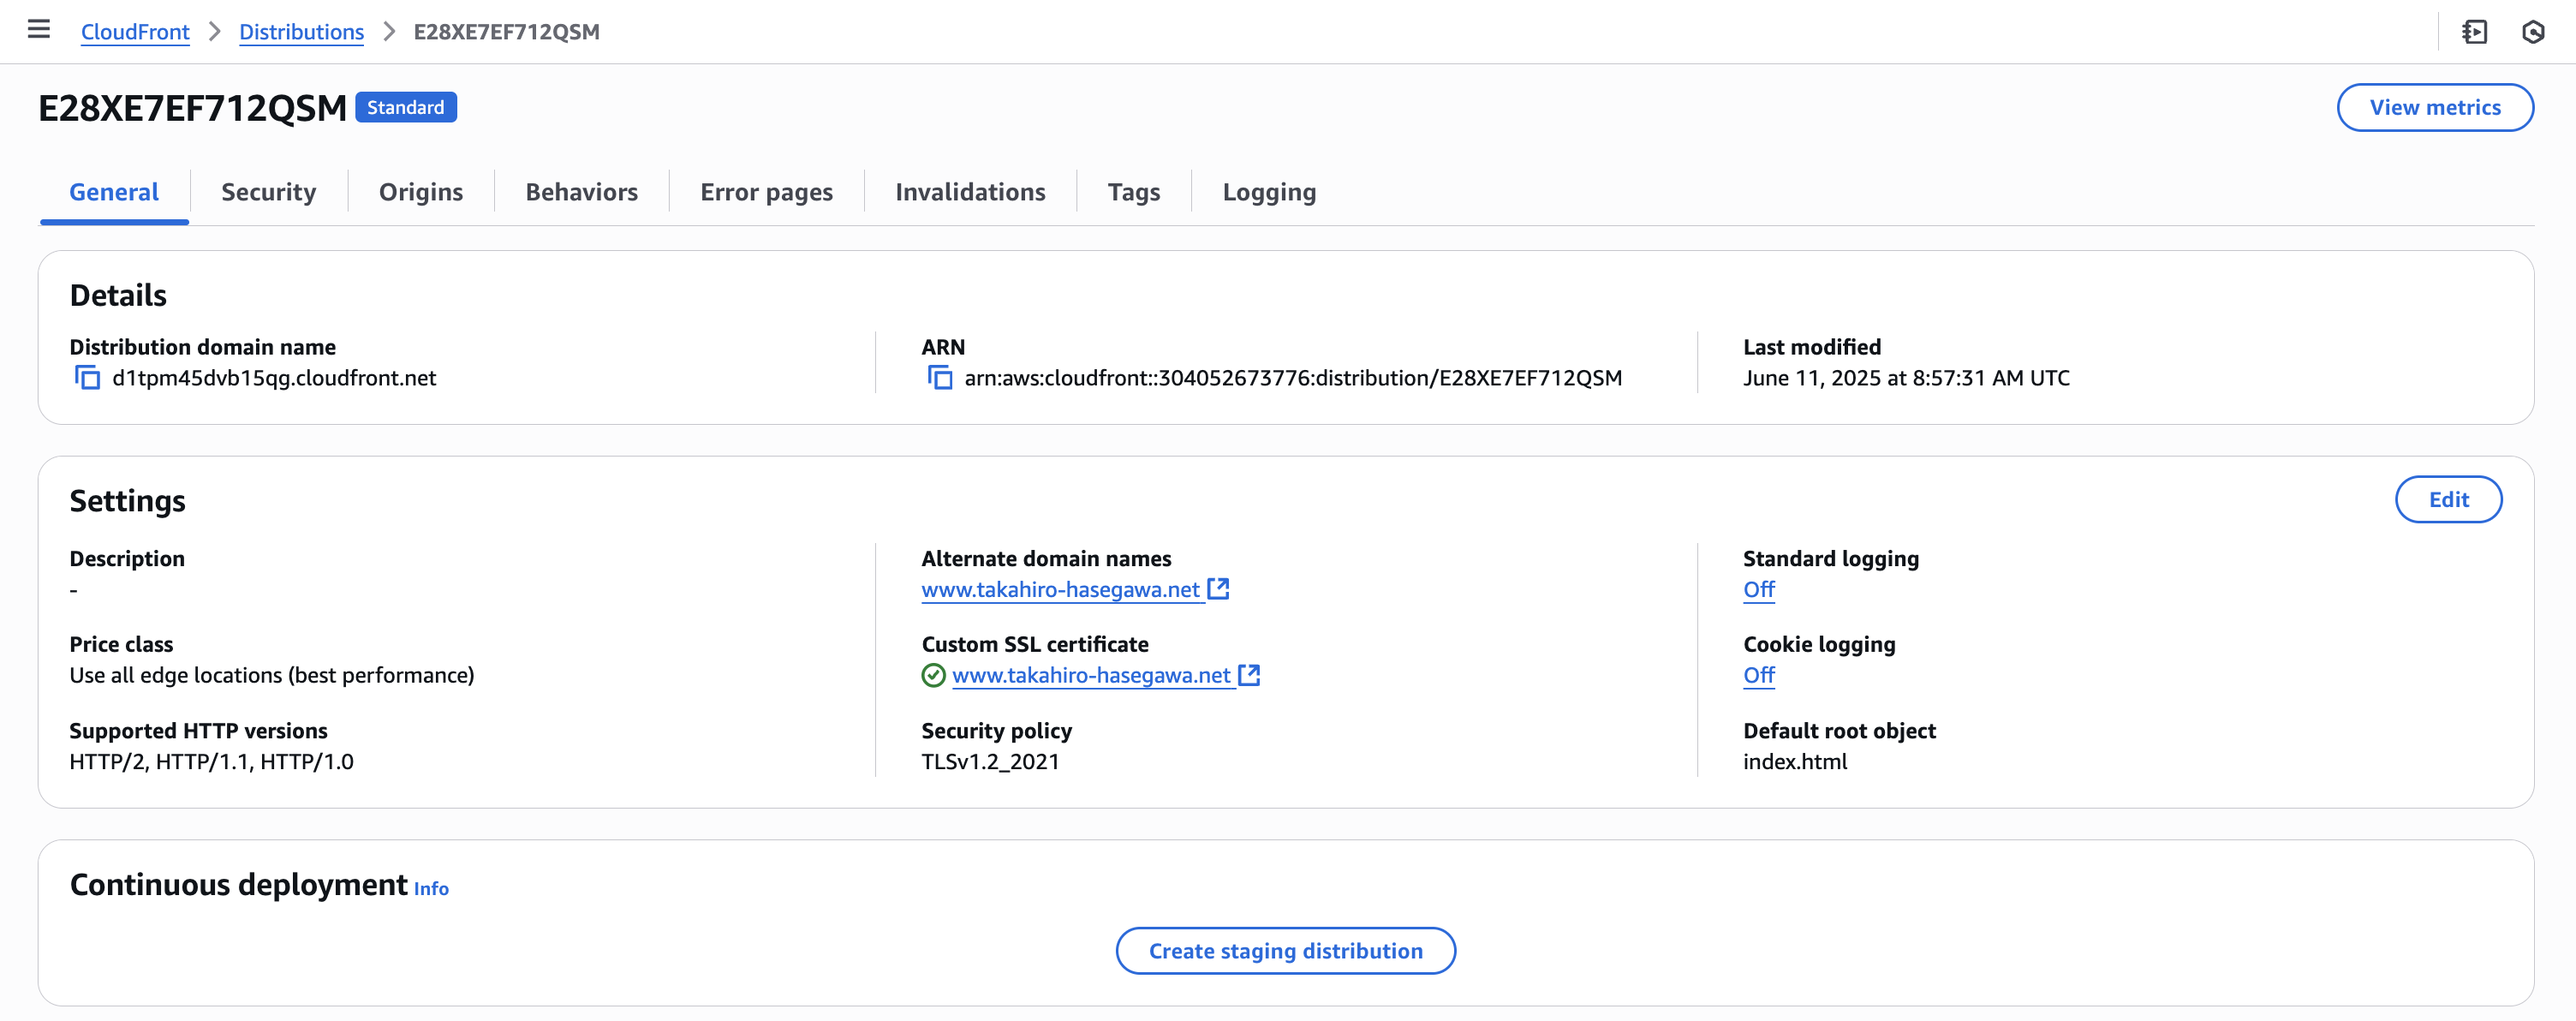 CloudFront > Distributions > E28XE7EF712QSM
E28XE7EF712QSM Standard
View metrics
General Security Origins Behaviors Error pages Invalidations Tags Logging
Details
Distribution domain name
d1tpm45dvb15qg.cloudfront.net
ARN
arn:aws:cloudfront::304052673776:distribution/E28XE7EF712QSM
Last modified
June 11, 2025 at 8:57:31 AM UTC
Settings
Edit
Description
-
Price class
Use all edge locations (best performance)
Supported HTTP versions
HTTP/2, HTTP/1.1, HTTP/1.0
Alternate domain names
www.takahiro-hasegawa.net
Custom SSL certificate
www.takahiro-hasegawa.net
Security policy
TLSv1.2_2021
Standard logging
Off
Cookie logging
Off
Default root object
index.html
Continuous deployment Info
Create staging distribution